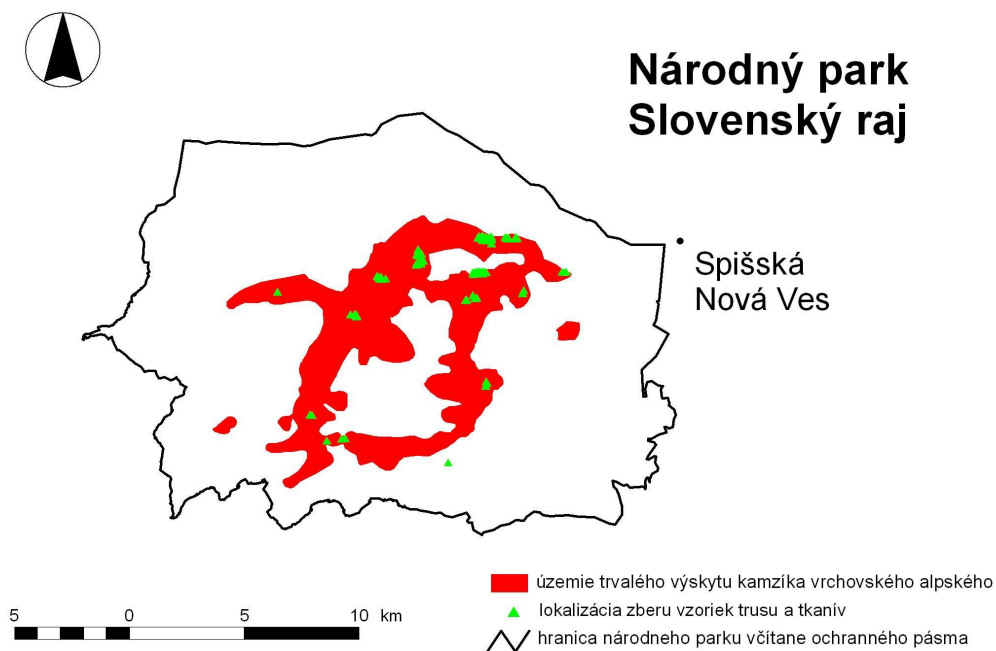 Národný park
Slovenský raj
Spišská
Nová Ves
územie trvalého výskytu kamzíka vrchovského alpského
lokalizácia zberu vzoriek trusu a tkanív
hranica národneho parku včítane ochranného pásma
5 0 5 10 km